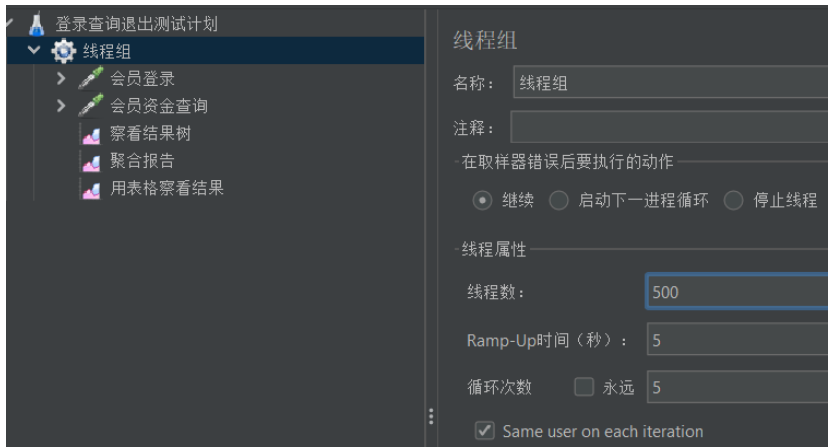 登录查询退出测试计划
线程组
会员登录
会员资金查询
察看结果树
聚合报告
用表格察看结果
线程组
名称： 线程组
注释：
在取样器错误后要执行的动作
继续 启动下一进程循环 停止线程
线程属性
线程数： 500
Ramp-Up时间（秒）： 5
循环次数 永远 5
Same user on each iteration